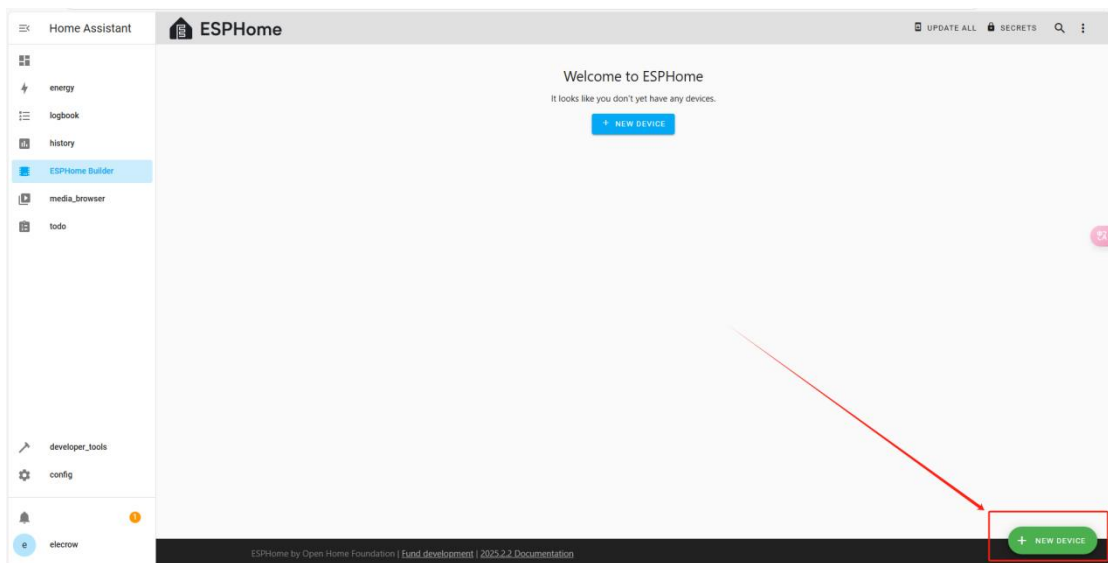 Home Assistant
ESPHome
UPDATE ALL
SECRETS
energy
logbook
history
ESPHome Builder
media_browser
todo
Welcome to ESPHome
It looks like you don't yet have any devices.
+ NEW DEVICE
developer_tools
config
1
e
elecrow
ESPHome by Open Home Foundation | Fund development | 2025.2.2 Documentation
+ NEW DEVICE